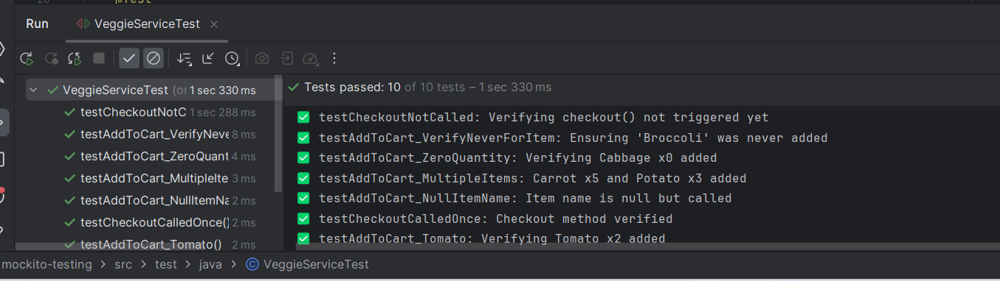 Run VeggieServiceTest
VeggieServiceTest (or 1 sec 330 ms
testCheckoutNotC 1 sec 288 ms
testAddToCart_VerifyNeve 8 ms
testAddToCart_ZeroQuant 4 ms
testAddToCart_MultipleIte 3 ms
testAddToCart_NullItemNa 2 ms
testCheckoutCalledOnce() 2 ms
testAddToCart_Tomato() 2 ms
Tests passed: 10 of 10 tests – 1 sec 330 ms
testCheckoutNotCalled: Verifying checkout() not triggered yet
testAddToCart_VerifyNeverForItem: Ensuring 'Broccoli' was never added
testAddToCart_ZeroQuantity: Verifying Cabbage x0 added
testAddToCart_MultipleItems: Carrot x5 and Potato x3 added
testAddToCart_NullItemName: Item name is null but called
testCheckoutCalledOnce: Checkout method verified
testAddToCart_Tomato: Verifying Tomato x2 added
mockito-testing > src > test > java > VeggieServiceTest